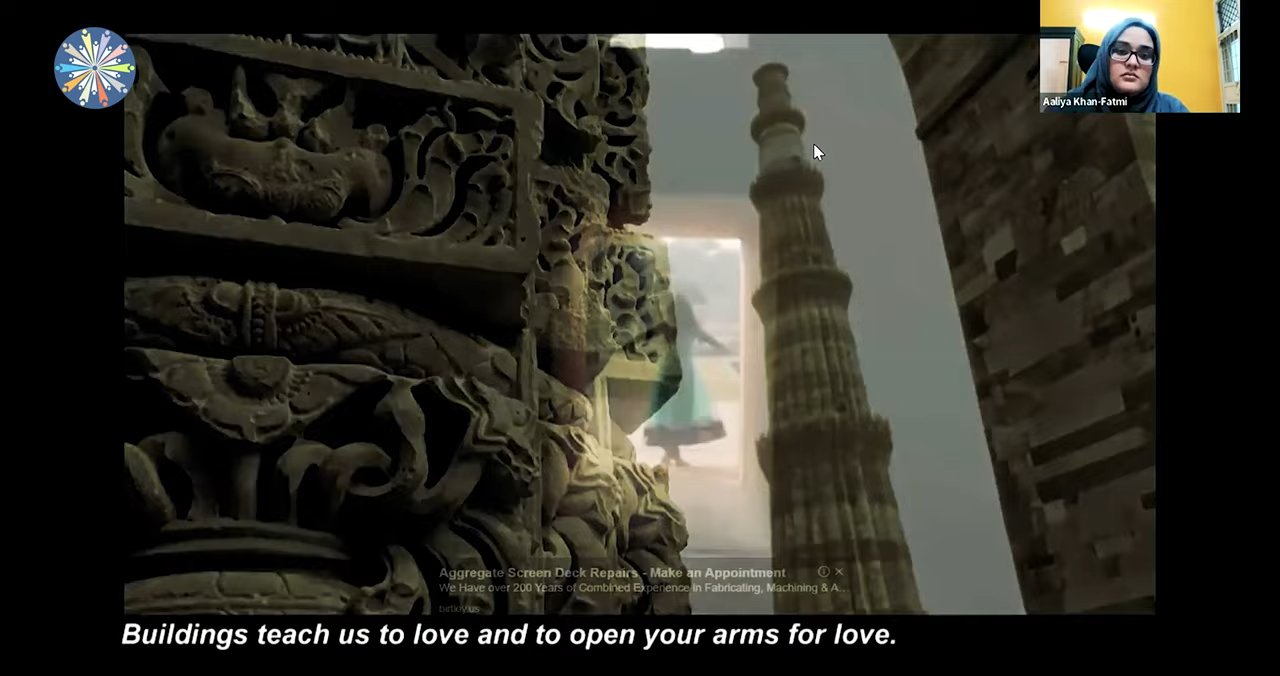 Aaliya Khan-Fatmi
Aggregate Screen Deck Repairs - Make an Appointment
We Have over 200 Years of Combined Experience in Fabricating, Machining & A..
Buildings teach us to love and to open your arms for love.